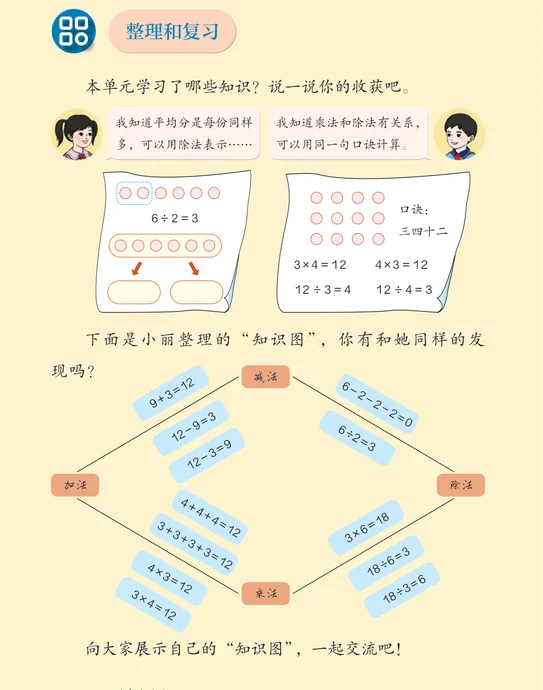 整理和复习
本单元学习了哪些知识?说一说你的收获吧。
我知道平均分是每份同样
多,可以用除法表示……
我知道乘法和除法有关系,
可以用同一句口诀计算。
6÷2=3
口诀:
三四十二
3×4=12 4×3=12
12÷3=4 12÷4=3
下面是小丽整理的“知识图”,你有和她同样的发
现吗?
减法
9+3=12
12-9=3
12-3=9
6-2-2-2=0
6÷2=3
加法
除法
4+4+4=12
3+3+3+3=12
4×3=12
3×4=12
3×6=18
18÷6=3
18÷3=6
乘法
向大家展示自己的“知识图”,一起交流吧!